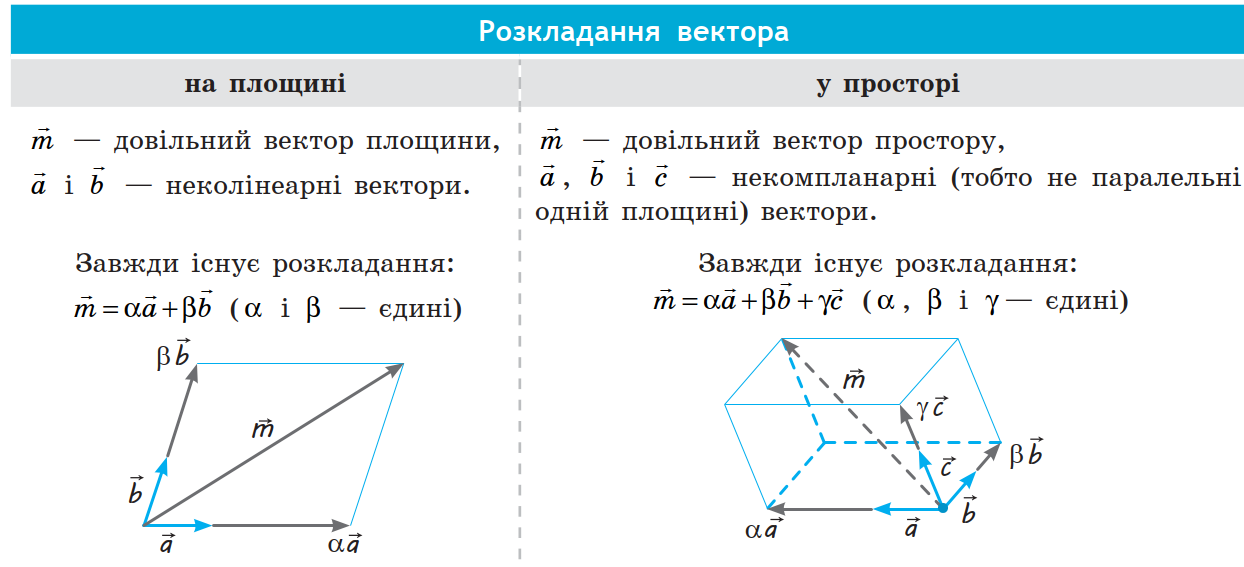 Розкладання вектора
на площині
m⃗ — довільний вектор площини,
a⃗ і b⃗ — неколінеарні вектори.
Завжди існує розкладання:
m⃗ = αa⃗ + βb⃗ (α і β — єдині)
βb⃗
m⃗
b⃗
a⃗
αa⃗
у просторі
m⃗ — довільний вектор простору,
a⃗, b⃗ і c⃗ — некомпланарні (тобто не паралельні
одній площині) вектори.
Завжди існує розкладання:
m⃗ = αa⃗ + βb⃗ + γc⃗ (α, β і γ — єдині)
m⃗
γc⃗
c⃗
βb⃗
b⃗
a⃗
αa⃗